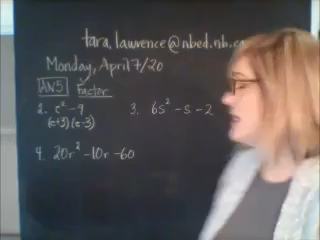 tara.lawrence@nbed.nb.ca
Monday, April 7/20
ANS Factor
2. c² - 9 3. 6s² - s - 2
(c+3)(c-3)
4. 20r² - 10r - 60